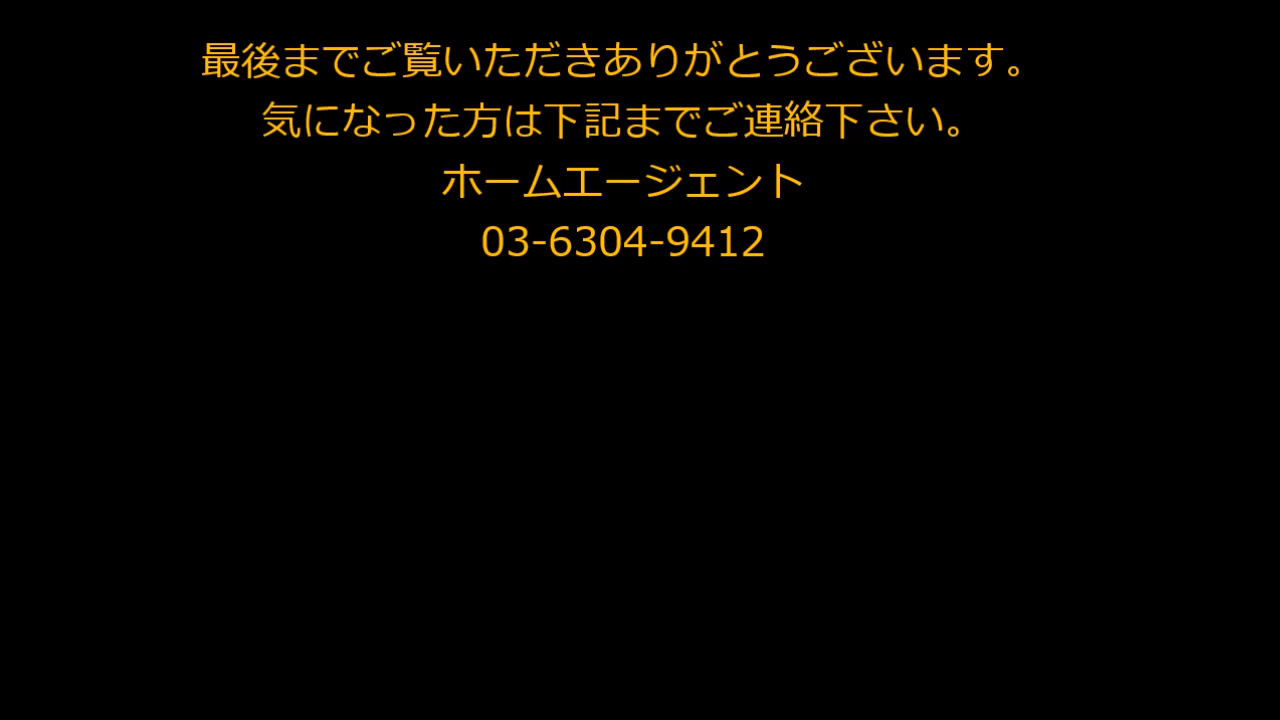 最後までご覧いただきありがとうございます。
気になった方は下記までご連絡下さい。
ホームエージェント
03-6304-9412